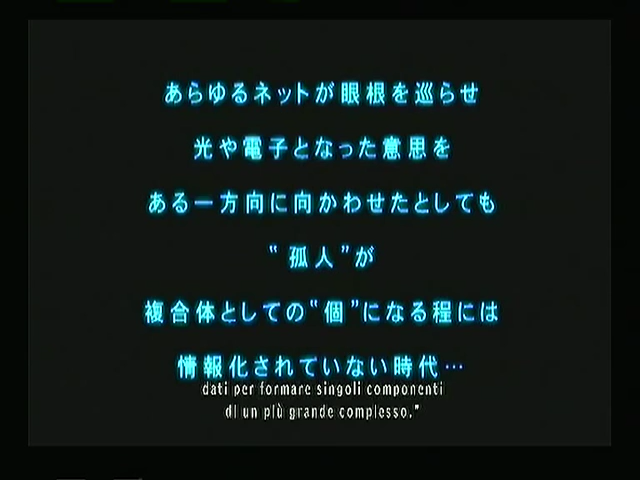 あらゆるネットが眼根を巡らせ
光や電子となった意思を
ある一方向に向かわせたとしても
“孤人”が
複合体としての“個”になる程には
情報化されていない時代…
dati per formare singoli componenti
di un più grande complesso."